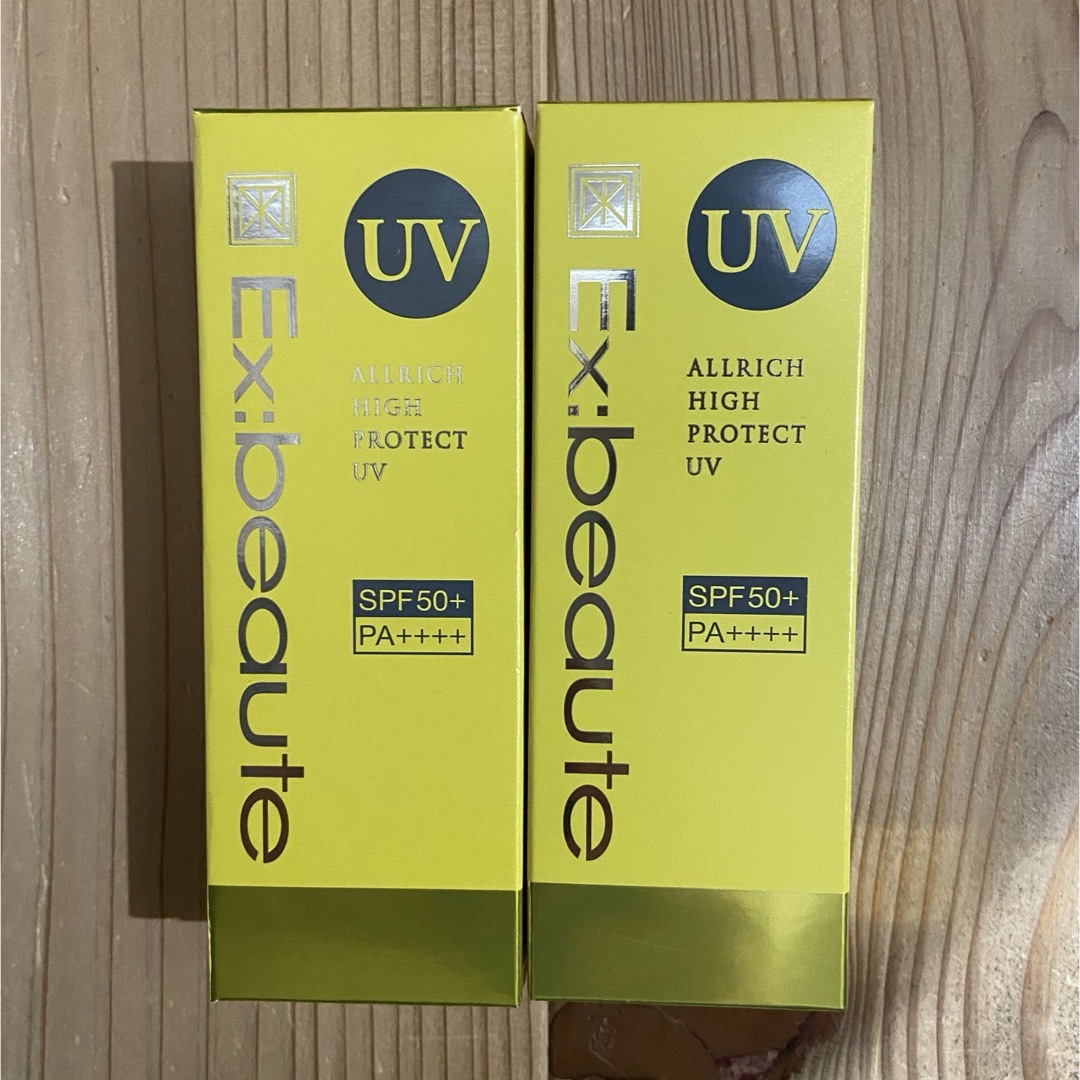 Ex:beaute
UV
ALLRICH
HIGH
PROTECT
UV
SPF50+
PA++++
Ex:beaute
UV
ALLRICH
HIGH
PROTECT
UV
SPF50+
PA++++